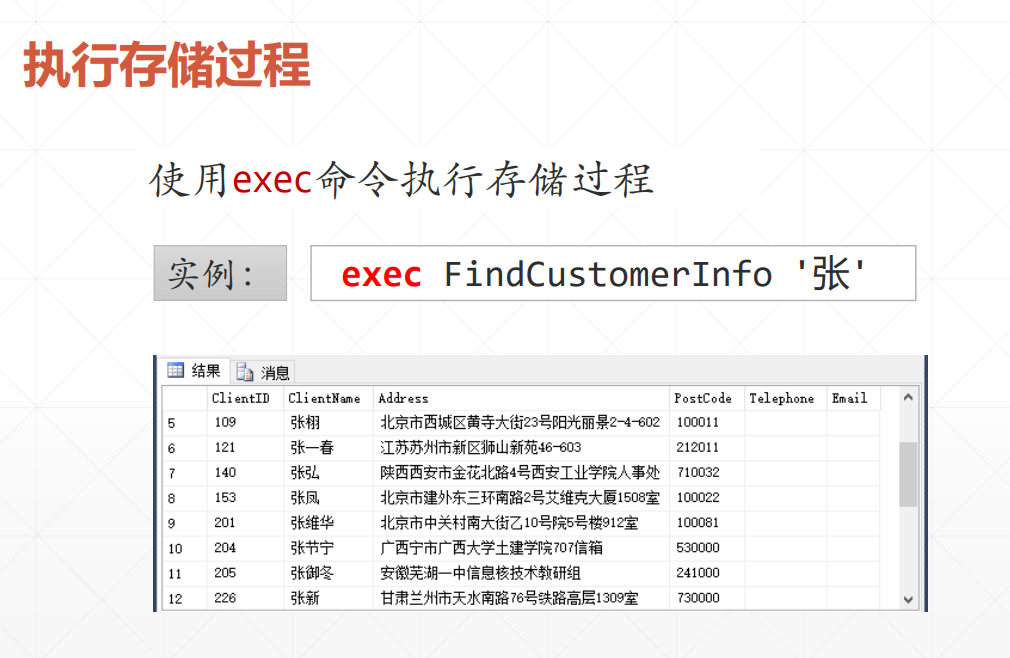 执行存储过程
使用exec命令执行存储过程
实例： exec FindCustomerInfo '张'
结果 消息
ClientID ClientName Address PostCode Telephone Email
5 109 张栩 北京市西城区黄寺大街23号阳光丽景2-4-602 100011
6 121 张一春 江苏苏州市新区狮山新苑46-603 212011
7 140 张弘 陕西西安市金花北路4号西安工业学院人事处 710032
8 153 张凤 北京市建外东三环南路2号艾维克大厦1508室 100022
9 201 张维华 北京市中关村南大街乙10号院5号楼912室 100081
10 204 张节宁 广西宁市广西大学土建学院707信箱 530000
11 205 张御冬 安徽芜湖一中信息核技术教研组 241000
12 226 张新 甘肃兰州市天水南路76号铁路高层1309室 730000